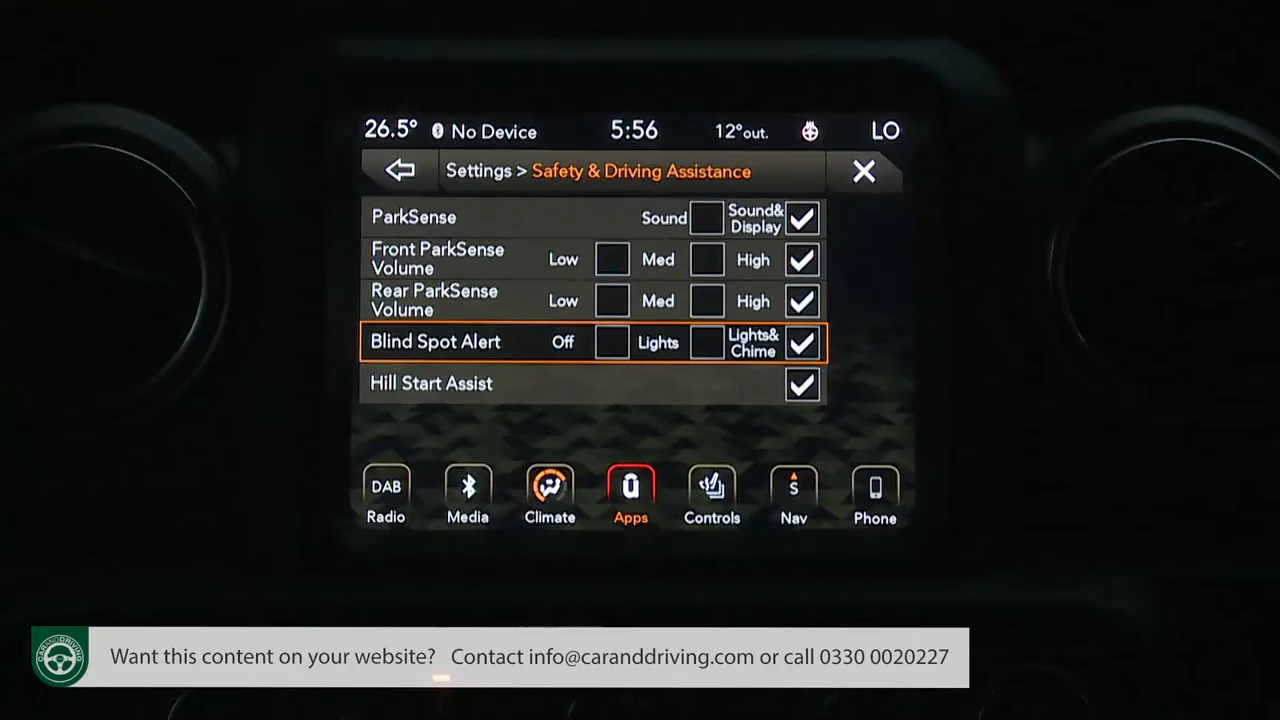 26.5° No Device 5:56 12°out. LO
Settings > Safety & Driving Assistance
ParkSense Sound Sound& Display
Front ParkSense Volume Low Med High
Rear ParkSense Volume Low Med High
Blind Spot Alert Off Lights Lights& Chime
Hill Start Assist
DAB S
Radio Media Climate Apps Controls Nav Phone
CAR AND DRIVING
Want this content on your website? Contact info@caranddriving.com or call 0330 0020227